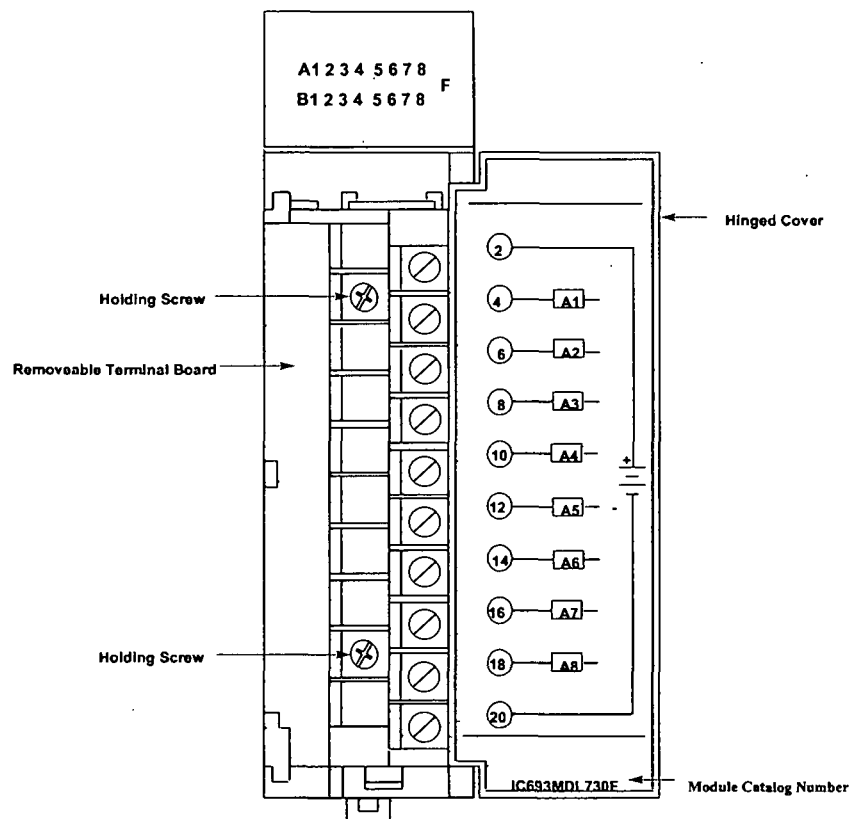 A1 2 3 4 5 6 7 8
F
B1 2 3 4 5 6 7 8
Hinged Cover
2
Holding Screw
4 A1
6 A2
Removeable Terminal Board
8 A3
10 A4
+
12 A5
-
14 A6
16 A7
Holding Screw
18 A8
20
IC693MDL730F
Module Catalog Number